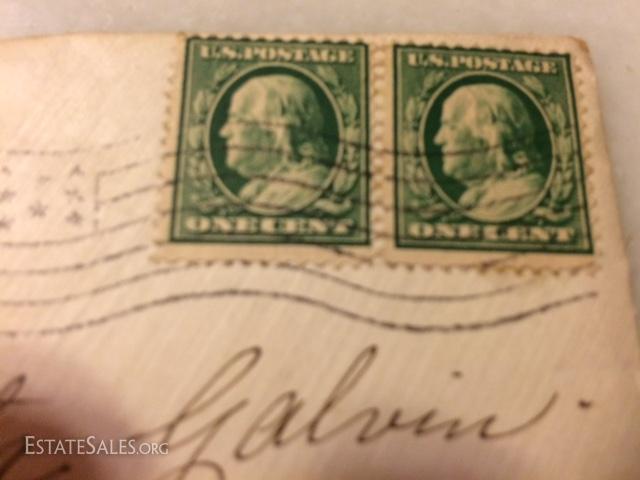 U.S. POSTAGE
ONE CENT
U.S. POSTAGE
ONE CENT
Galvin
ESTATESALES.ORG